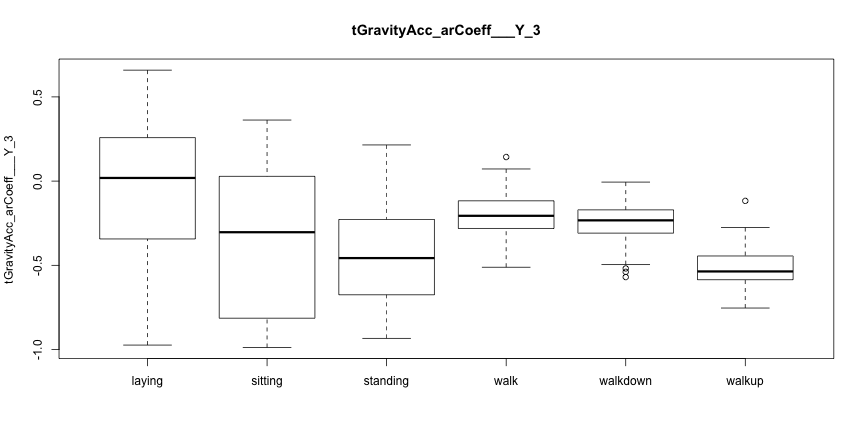 tGravityAcc_arCoeff___Y_3
tGravityAcc_arCoeff___Y_3
0.5
0.0
-0.5
-1.0
laying sitting standing walk walkdown walkup